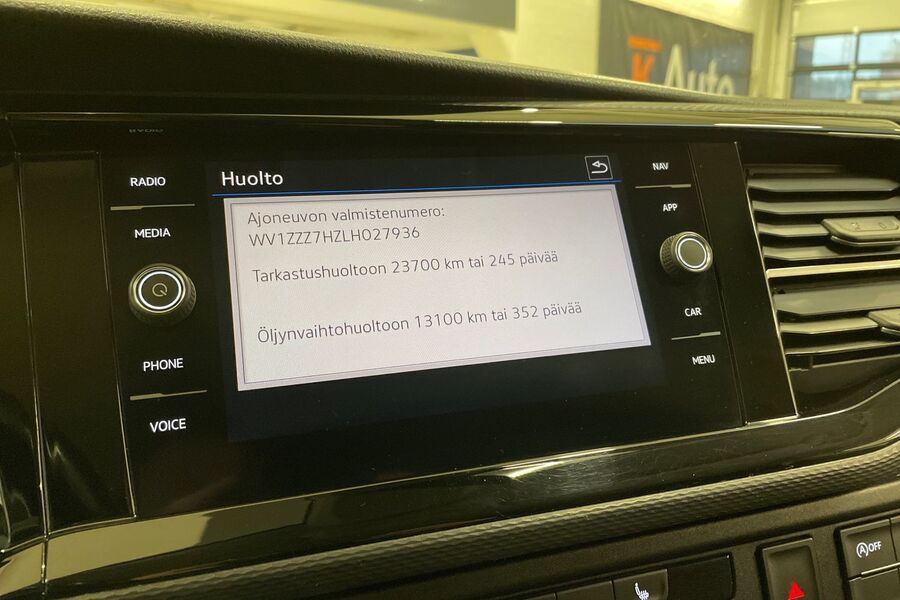 K Auto
RADIO
MEDIA
PHONE
VOICE
Huolto
Ajoneuvon valmistenumero:
WV1ZZZ7HZLH027936
Tarkastushuoltoon 23700 km tai 245 päivää
Öljynvaihtohuoltoon 13100 km tai 352 päivää
NAV
APP
CAR
MENU
A OFF